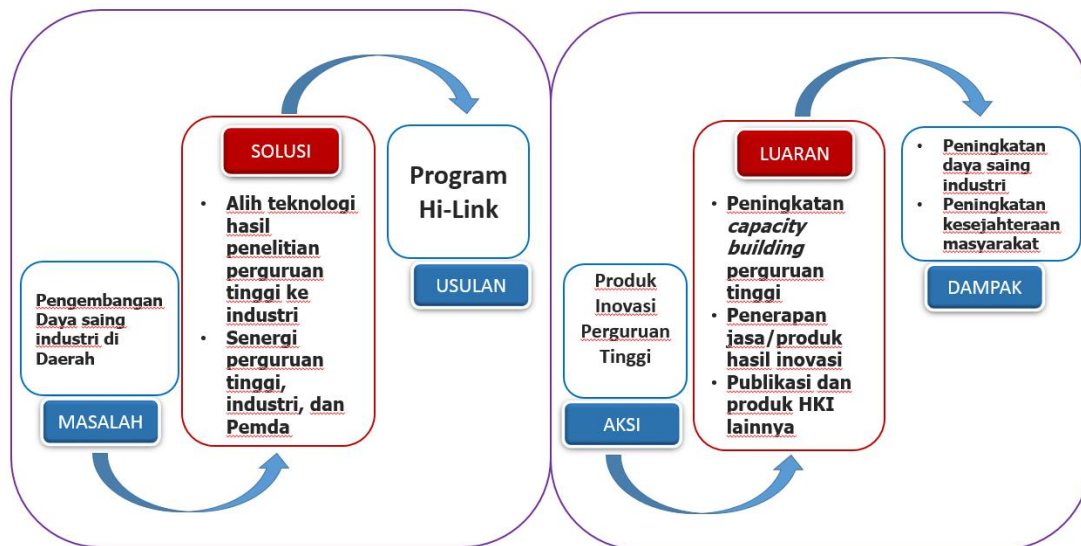 Pengembangan
Daya saing
industri di
Daerah
MASALAH
SOLUSI
• Alih teknologi
hasil
penelitian
perguruan
tinggi ke
industri
• Senergi
perguruan
tinggi,
industri, dan
Pemda
Program
Hi-Link
USULAN
Produk
Inovasi
Perguruan
Tinggi
AKSI
LUARAN
• Peningkatan
capacity
building
perguruan
tinggi
• Penerapan
jasa/produk
hasil inovasi
• Publikasi dan
produk HKI
lainnya
• Peningkatan
daya saing
industri
• Peningkatan
kesejahteraan
masyarakat
DAMPAK